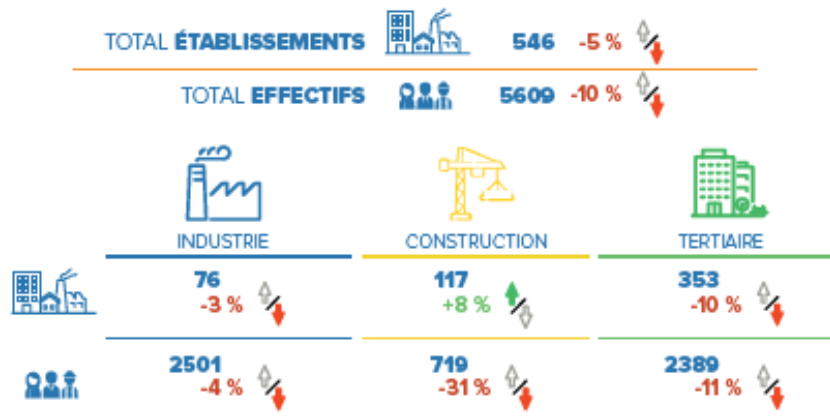 TOTAL ÉTABLISSEMENTS 546 -5 %
TOTAL EFFECTIFS 5609 -10 %
INDUSTRIE CONSTRUCTION TERTIAIRE
76 117 353
-3 % +8 % -10 %
2501 719 2389
-4 % -31 % -11 %